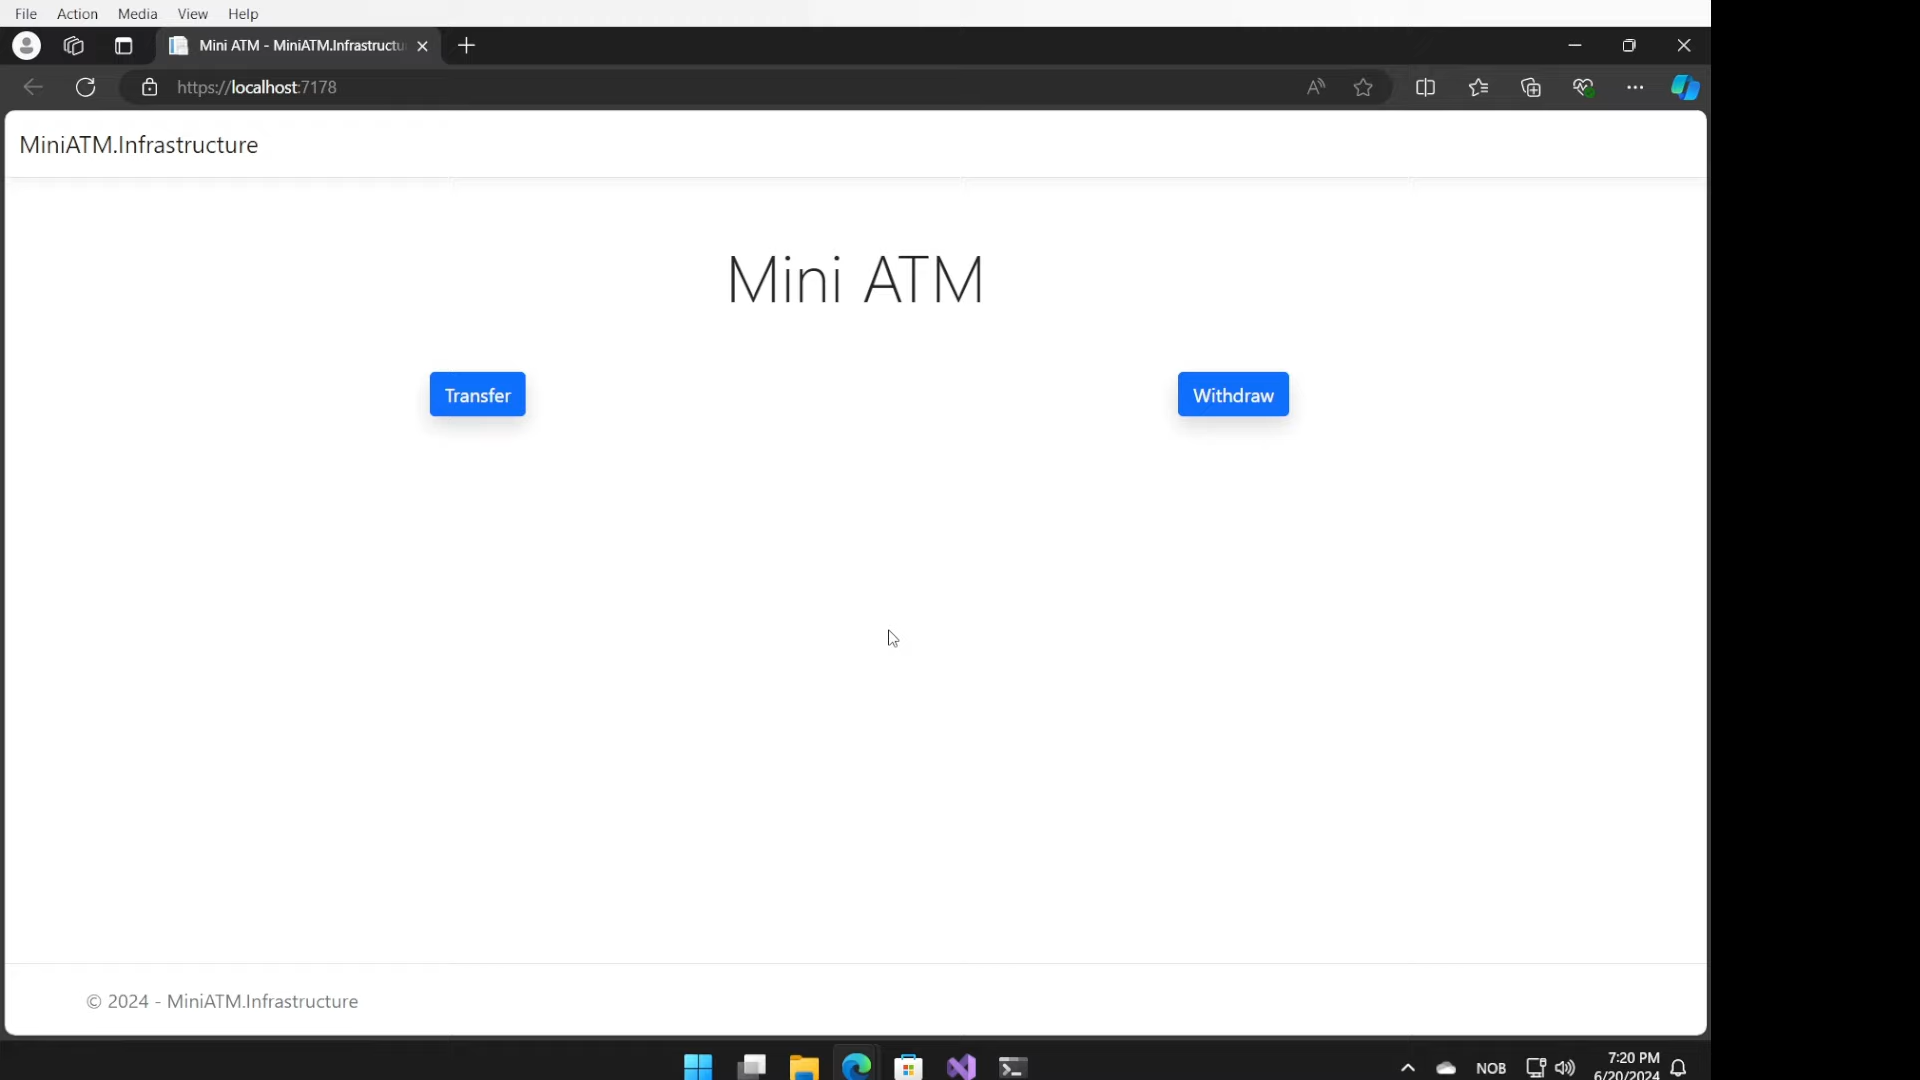 File Action Media View Help
Mini ATM - MiniATM.Infrastructu
https://localhost:7178
MiniATM.Infrastructure
Mini ATM
Transfer Withdraw
© 2024 - MiniATM.Infrastructure
NOB 7:20 PM
6/20/2024